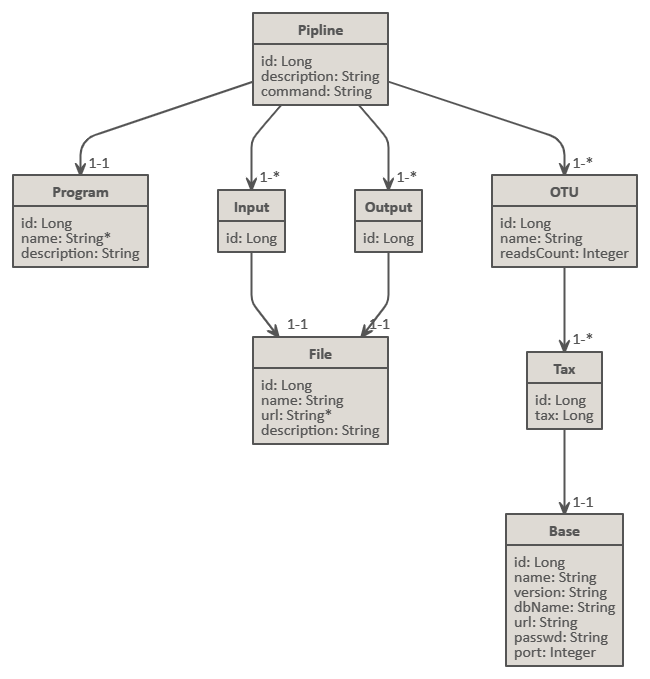 Pipline
id: Long
description: String
command: String
1-1
1-*
1-*
1-*
Program
id: Long
name: String*
description: String
Input
id: Long
Output
id: Long
OTU
id: Long
name: String
readsCount: Integer
1-1
1-1
1-*
File
id: Long
name: String
url: String*
description: String
Tax
id: Long
tax: Long
1-1
Base
id: Long
name: String
version: String
dbName: String
url: String
passwd: String
port: Integer